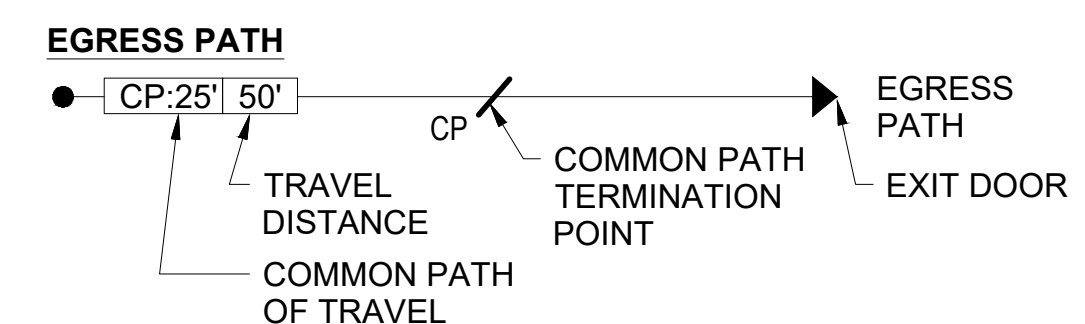 EGRESS PATH
CP:25' 50'
CP
EGRESS
PATH
COMMON PATH
TERMINATION
POINT
EXIT DOOR
TRAVEL
DISTANCE
COMMON PATH
OF TRAVEL